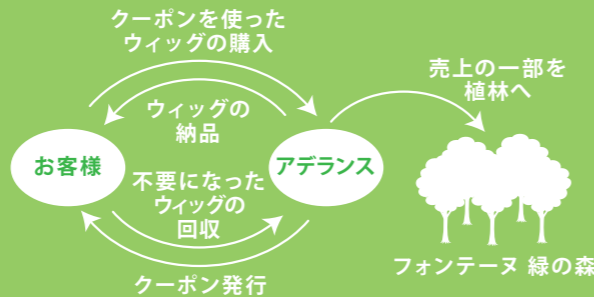 クーポンを使った
ウィッグの購入
売上の一部を
植林へ
ウィッグの
納品
お客様
アデランス
不要になった
ウィッグの
回収
フォンテーヌ 緑の森
クーポン発行